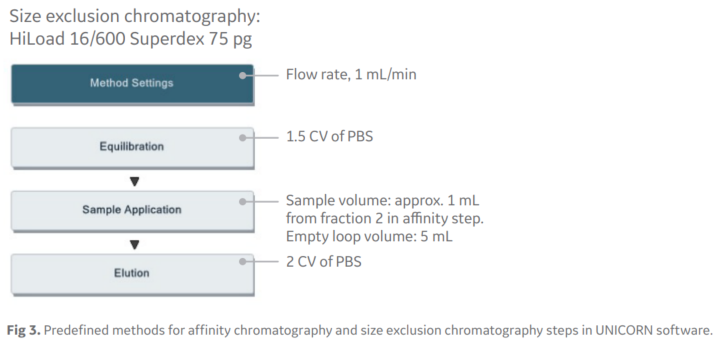 Size exclusion chromatography:
HiLoad 16/600 Superdex 75 pg
Method Settings
Flow rate, 1 mL/min
Equilibration
1.5 CV of PBS
Sample Application
Sample volume: approx. 1 mL
from fraction 2 in affinity step.
Empty loop volume: 5 mL
Elution
2 CV of PBS
Fig 3. Predefined methods for affinity chromatography and size exclusion chromatography steps in UNICORN software.